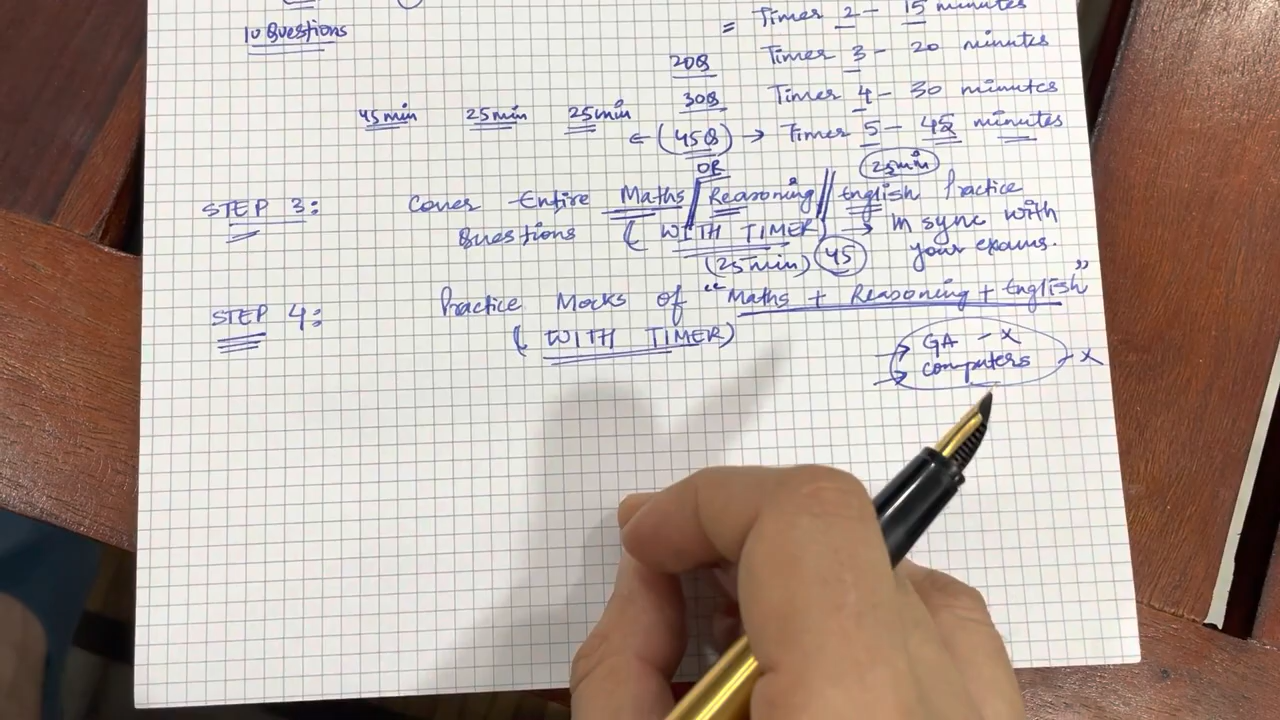 10 Questions
= Timer 2 - 15 minutes
20Q Timer 3 - 20 minutes
30Q Timer 4 - 30 minutes
45min 25min 25min
← (45Q) → Timer 5 - 45 minutes
OR (25min)
STEP 3: Cover Entire Maths / Reasoning // English Practice
Questions (WITH TIMER) → in sync with
(25min) 45 your exams.
STEP 4: Practice Mocks of "Maths + Reasoning + English"
(WITH TIMER)
→ GA - X
→ computers - X